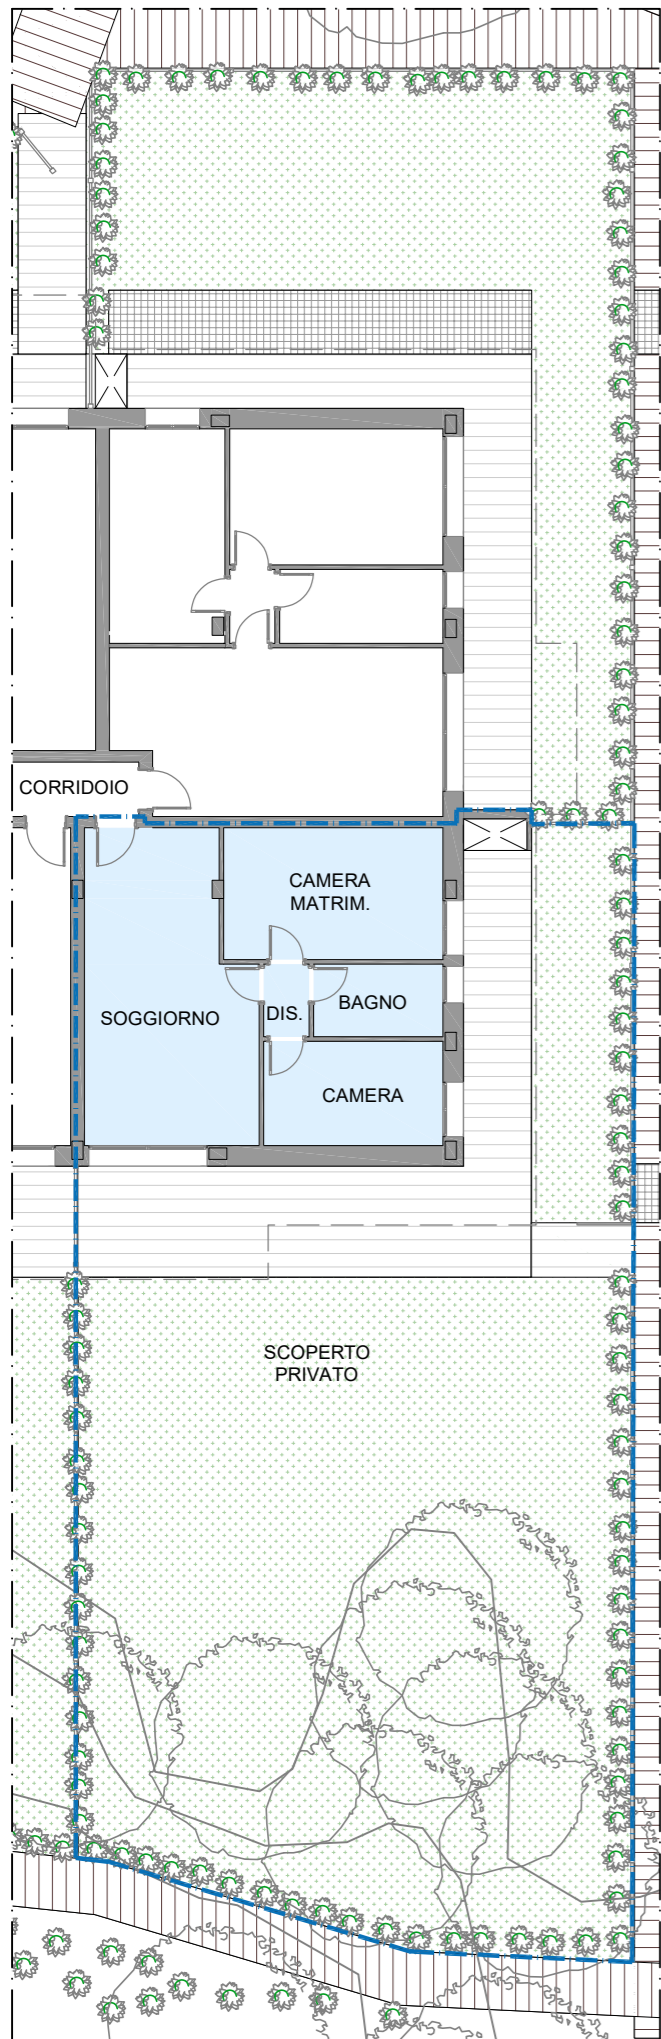 CORRIDOIO
CAMERA
MATRIM.
SOGGIORNO
DIS.
BAGNO
CAMERA
SCOPERTO
PRIVATO